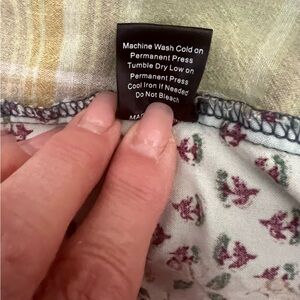 Machine Wash Cold on
Permanent Press
Tumble Dry Low on
Permanent Press
Cool Iron if Needed
Do Not Bleach